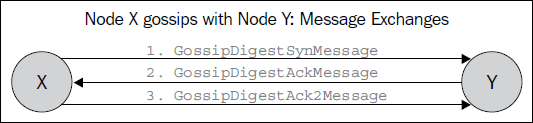 Node X gossips with Node Y: Message Exchanges
1. GossipDigestSynMessage
2. GossipDigestAckMessage
X
Y
3. GossipDigestAck2Message